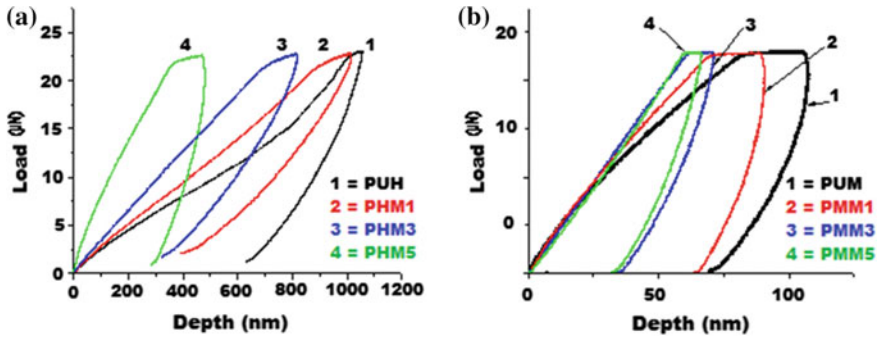 (a)
25
20
15
10
5
0
Load (µN)
4
3
2
1
1 = PUH
2 = PHM1
3 = PHM3
4 = PHM5
0 200 400 600 800 1000 1200
Depth (nm)
(b)
20
10
0
Load (µN)
4
3
2
1
1 = PUM
2 = PMM1
3 = PMM3
4 = PMM5
0 50 100
Depth (nm)